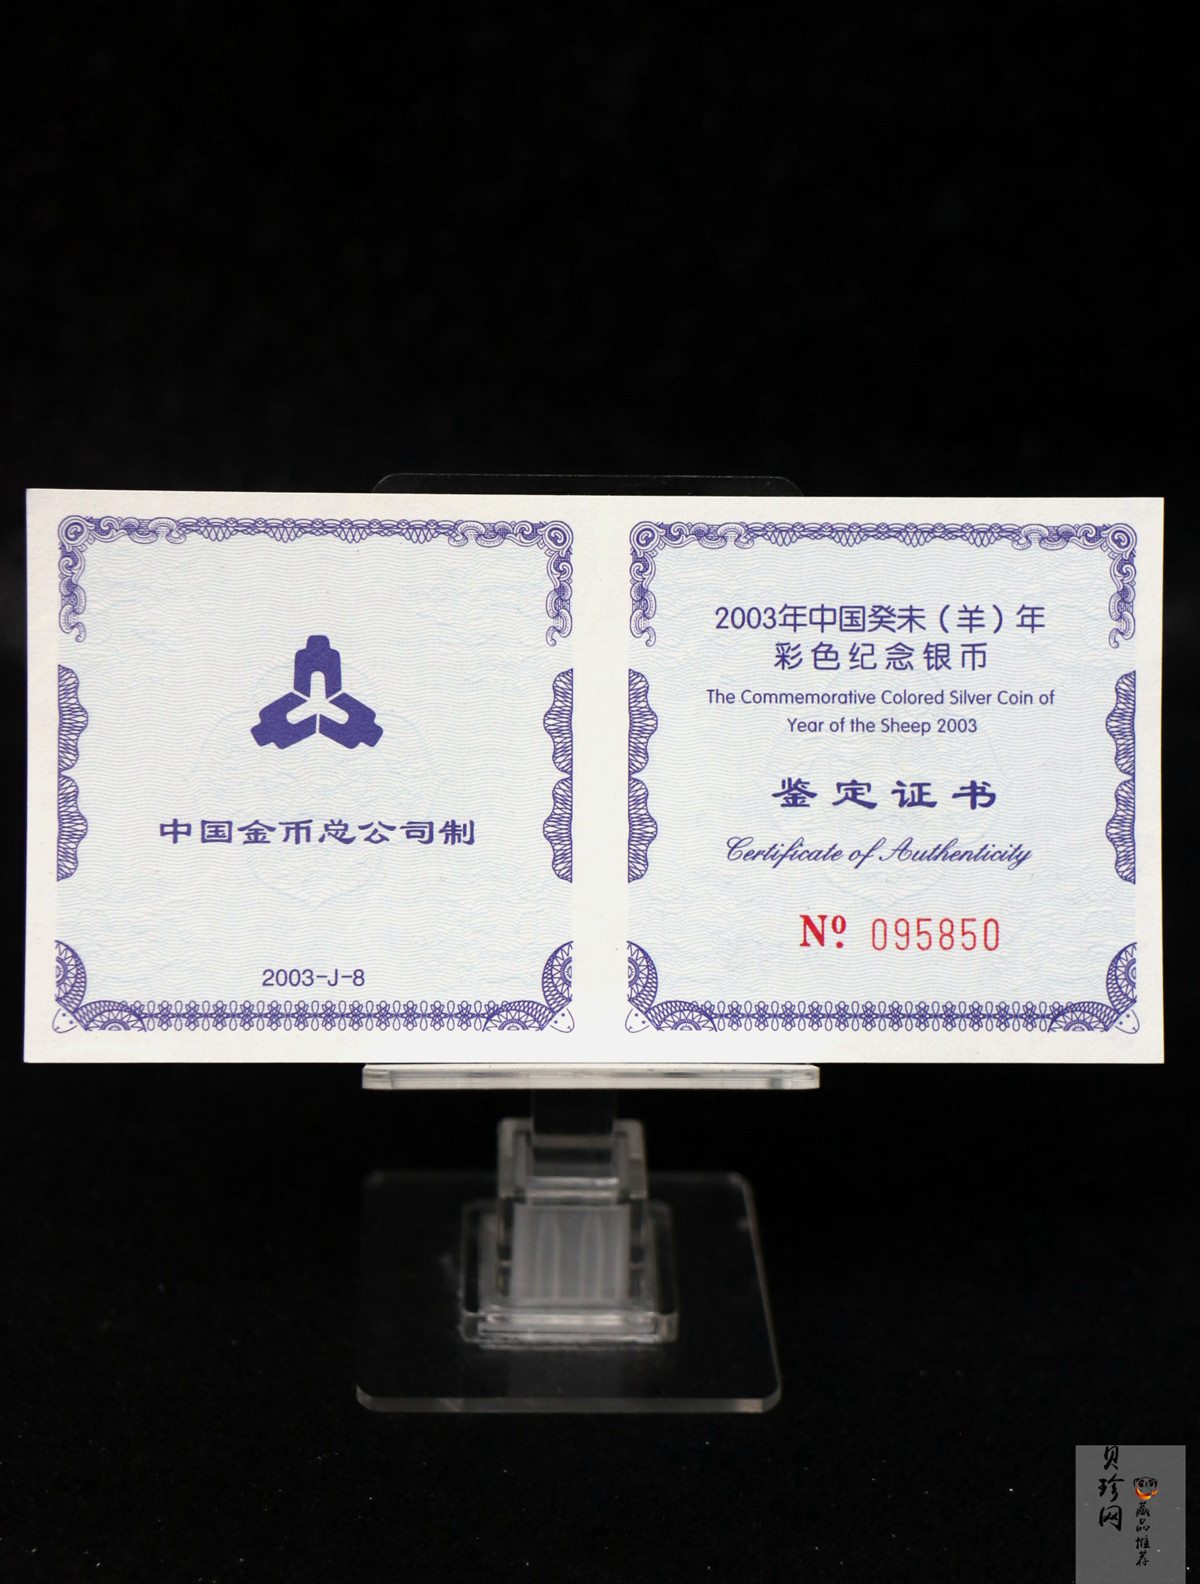 中国金币总公司制
2003-J-8
2003年中国癸未（羊）年
彩色纪念银币
The Commemorative Colored Silver Coin of
Year of the Sheep 2003
鉴定证书
Certificate of Authenticity
Nº 095850
贝珍网
藏品推荐